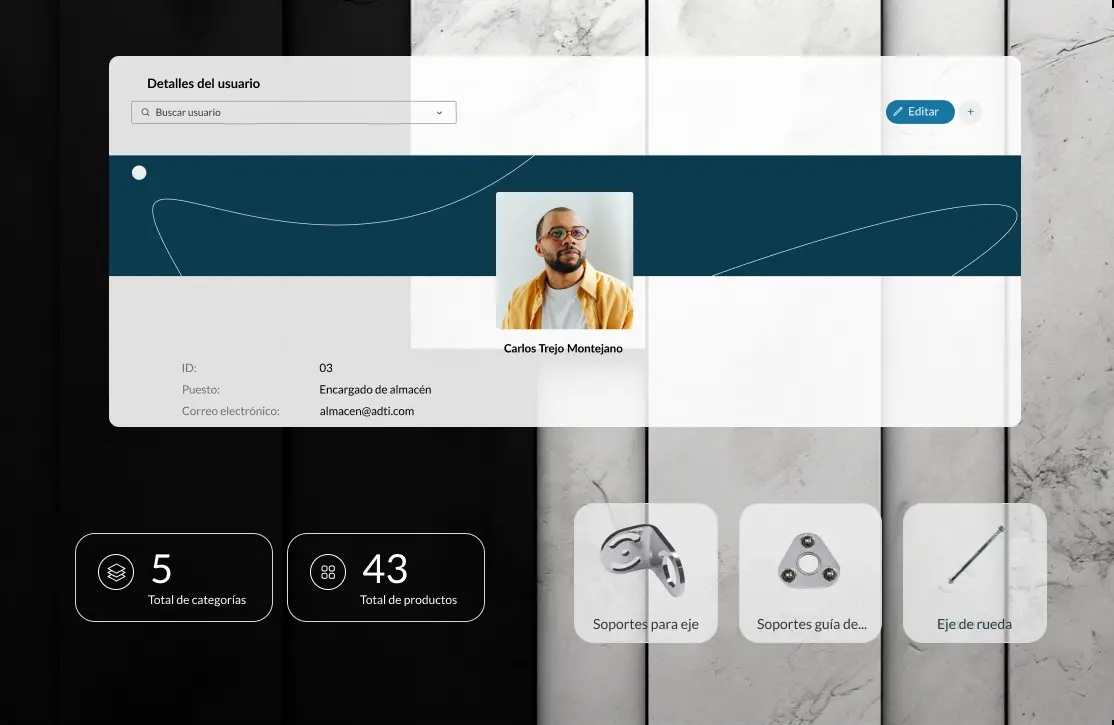 Detalles del usuario
Buscar usuario
Editar
+
Carlos Trejo Montejano
ID: 03
Puesto: Encargado de almacén
Correo electrónico: almacen@adti.com
5
Total de categorías
43
Total de productos
Soportes para eje
Soportes guía de...
Eje de rueda